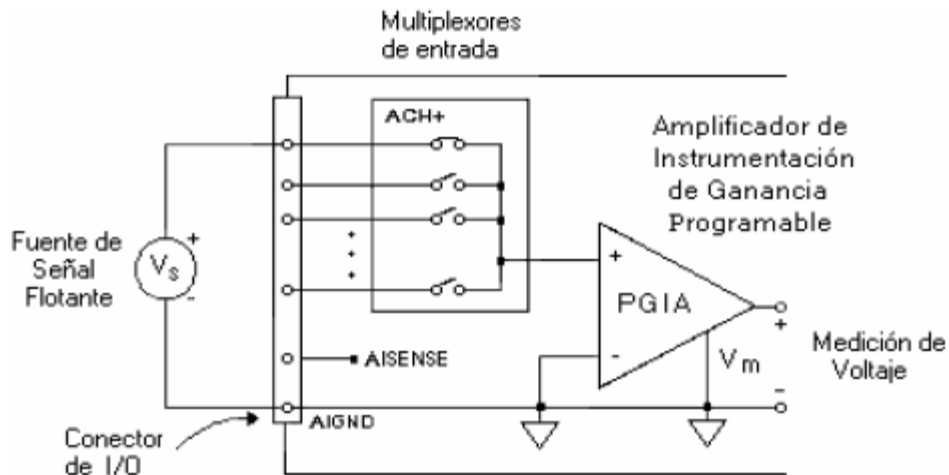 Multiplexores
de entrada
ACH+
Amplificador de
Instrumentación
de Ganancia
Programable
Fuente de
Señal
Flotante
+
Vs
-
+
PGIA
-
+
Vm
-
Medición de
Voltaje
AISENSE
AIGND
Conector
de I/O